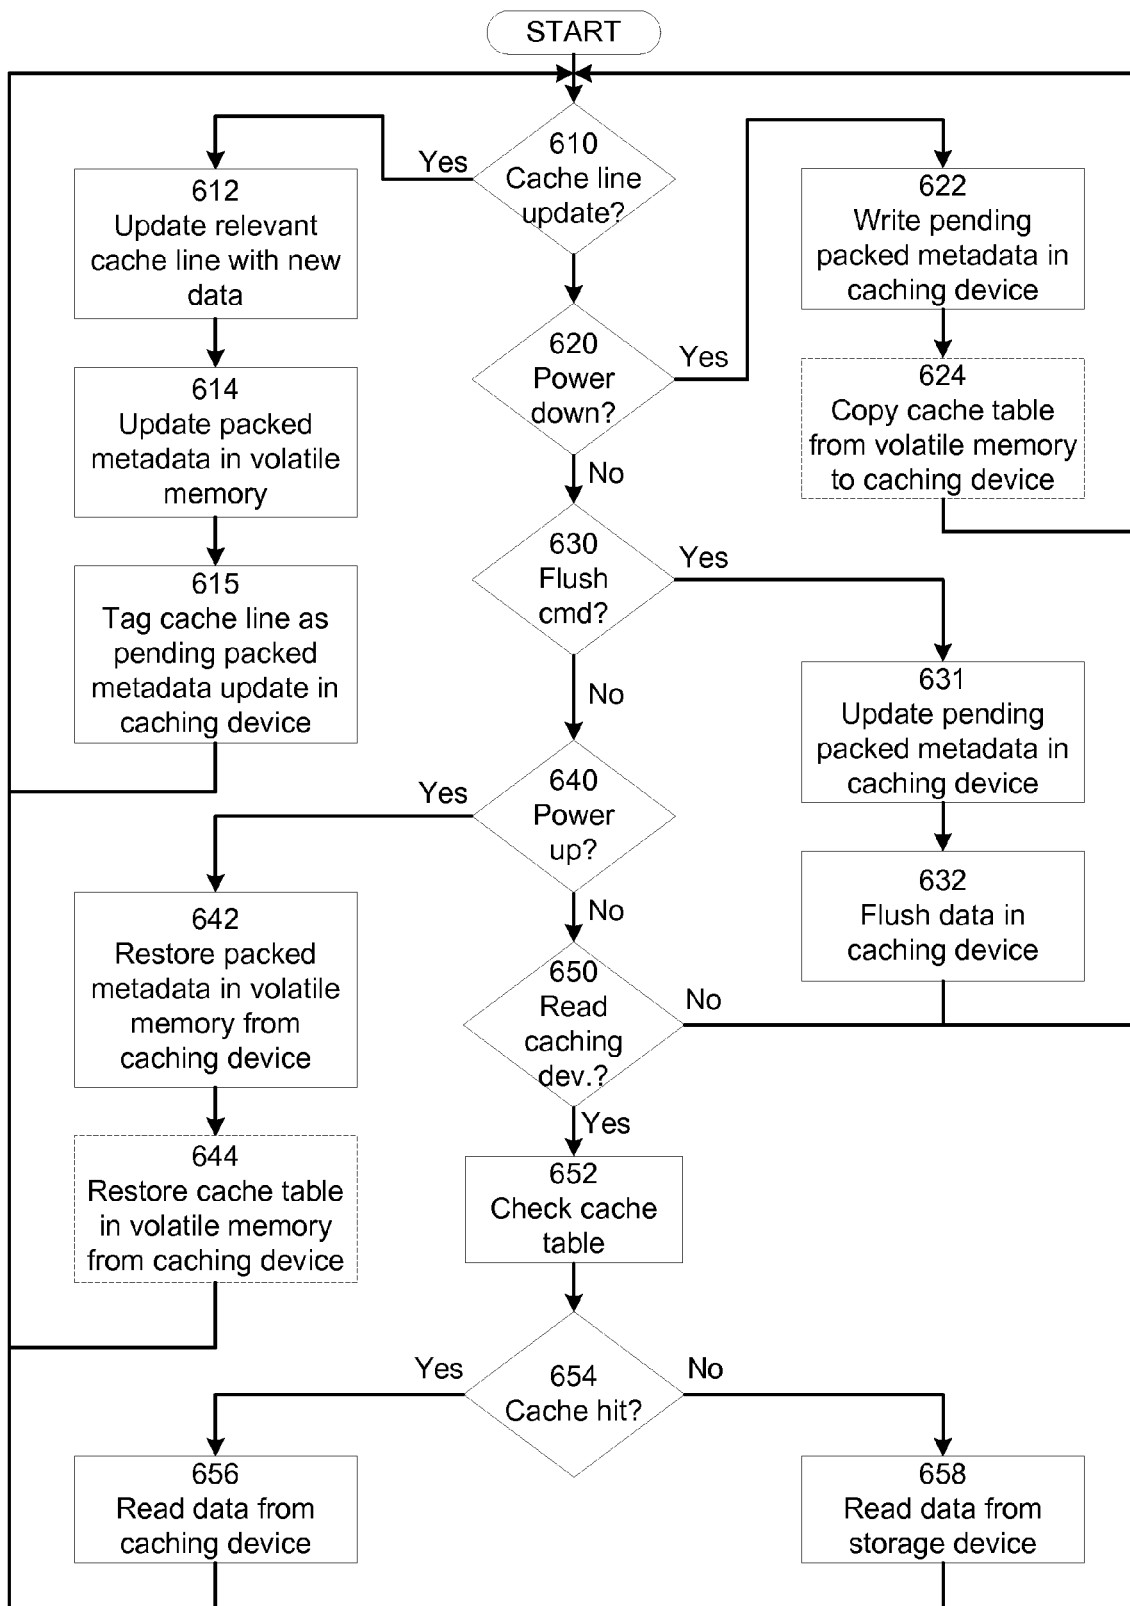 START
610
Cache line
update?
Yes
612
Update relevant
cache line with new
data
614
Update packed
metadata in volatile
memory
615
Tag cache line as
pending packed
metadata update in
caching device
620
Power
down?
Yes
No
622
Write pending
packed metadata in
caching device
624
Copy cache table
from volatile memory
to caching device
630
Flush
cmd?
Yes
No
631
Update pending
packed metadata in
caching device
632
Flush data in
caching device
640
Power
up?
Yes
No
642
Restore packed
metadata in volatile
memory from
caching device
644
Restore cache table
in volatile memory
from caching device
650
Read
caching
dev.?
No
Yes
652
Check cache
table
654
Cache hit?
Yes
No
656
Read data from
caching device
658
Read data from
storage device